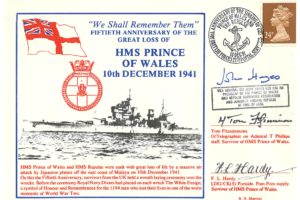 "We Shall Remember Them"
FIFTIETH ANNIVERSARY OF THE
GREAT LOSS OF
HMS PRINCE
OF WALES
10th DECEMBER 1941
HMS Prince of Wales and HMS Repulse were sunk with great loss of life by a massive air
attack by Japanese planes off the east coast of Malaya on 10th December 1941.
On this the Fiftieth Anniversary, survivors from the UK held a wreath laying ceremony over the
wrecks. Before the ceremony Royal Navy Divers had placed on each wreck The White Ensign,
a symbol of Honour and Remembrance for the 1194 men who lost their lives in one of the worst
moments of World War Two.
John Hayes
Tom Fitzsimmons
O/Telegraphist on Admiral T Phillips
staff. Survivor of HMS Prince of Wales.
F L Hardy
F. L. Hardy
Survivor of HMS Prince of Wales.